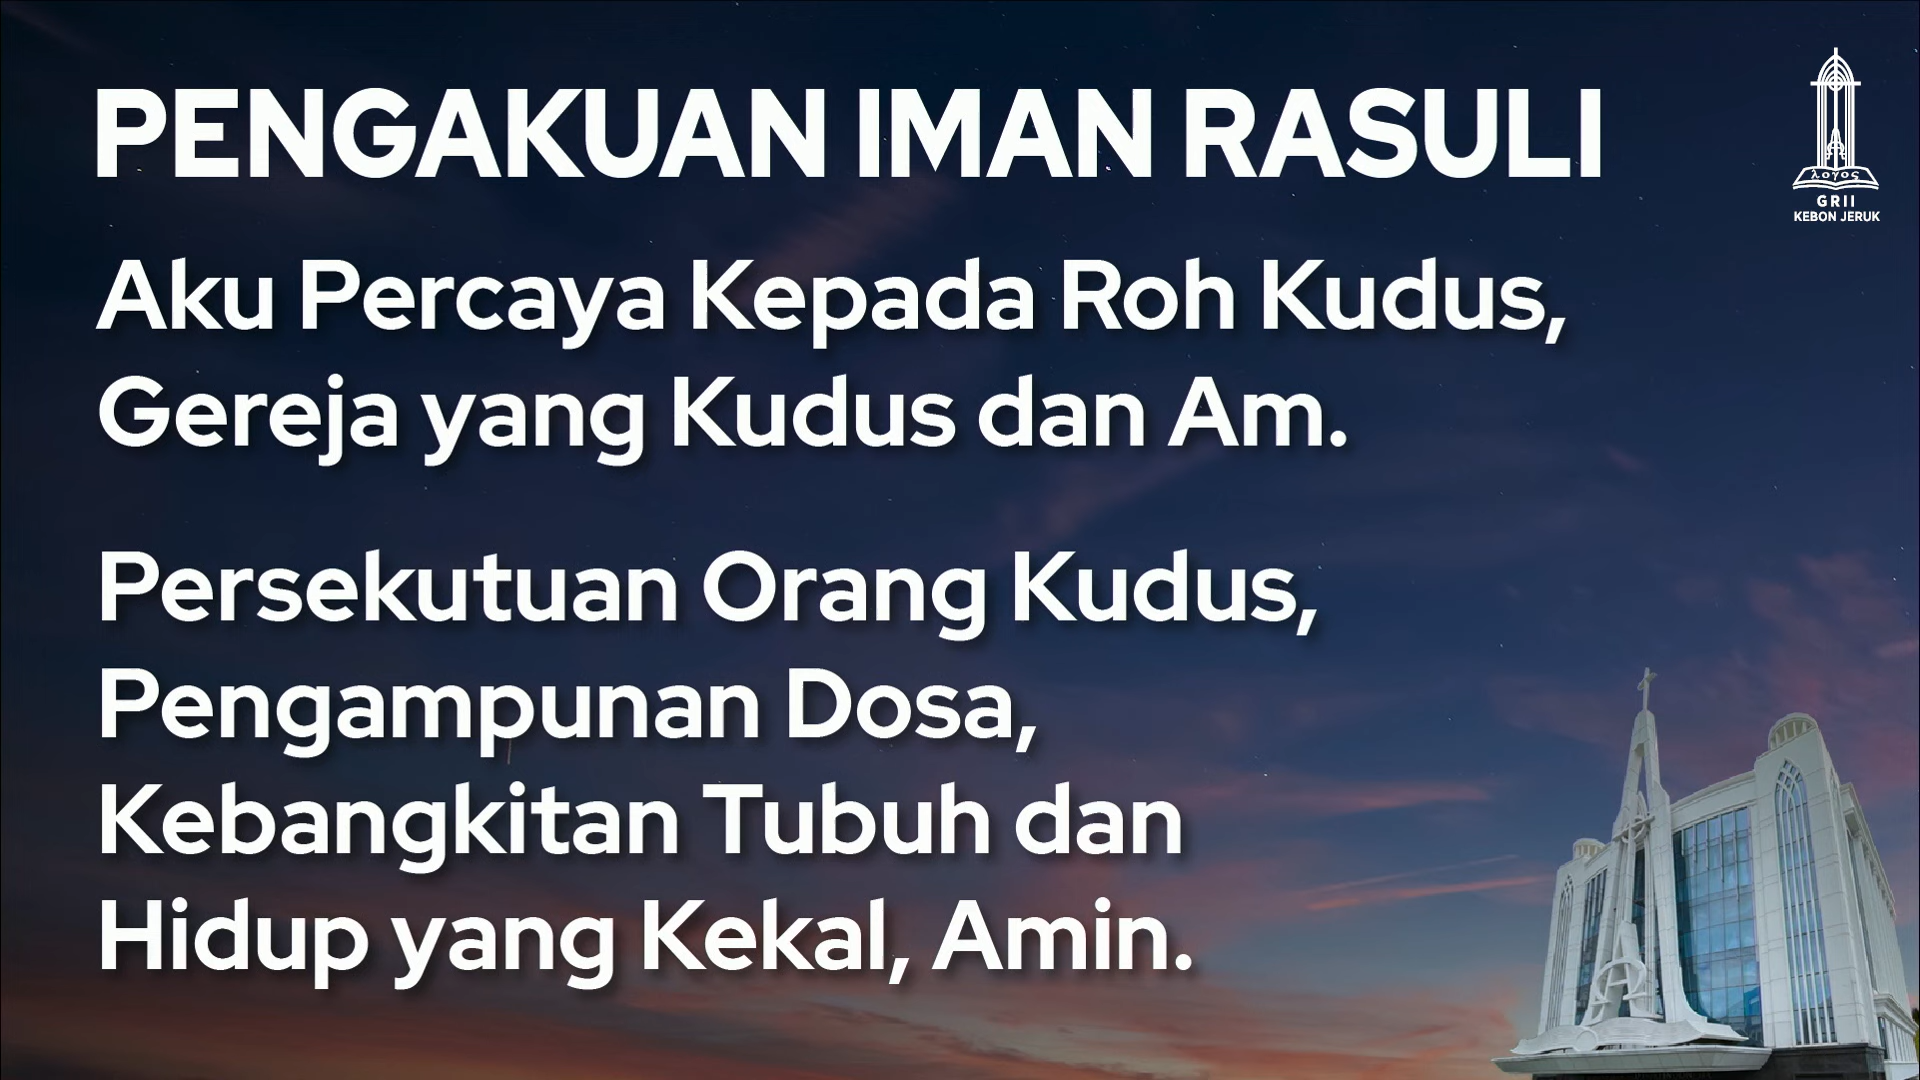 PENGAKUAN IMAN RASULI
λογος
GRII
KEBON JERUK
Aku Percaya Kepada Roh Kudus,
Gereja yang Kudus dan Am.
Persekutuan Orang Kudus,
Pengampunan Dosa,
Kebangkitan Tubuh dan
Hidup yang Kekal, Amin.